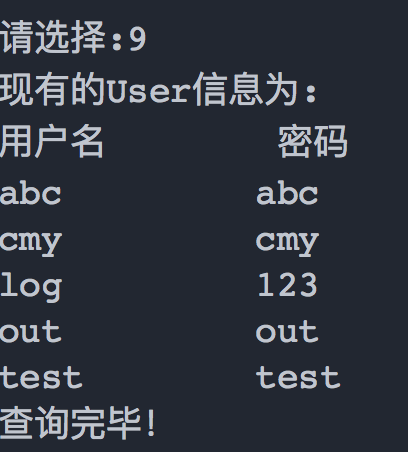 请选择:9
现有的User信息为:
用户名 密码
abc abc
cmy cmy
log 123
out out
test test
查询完毕!